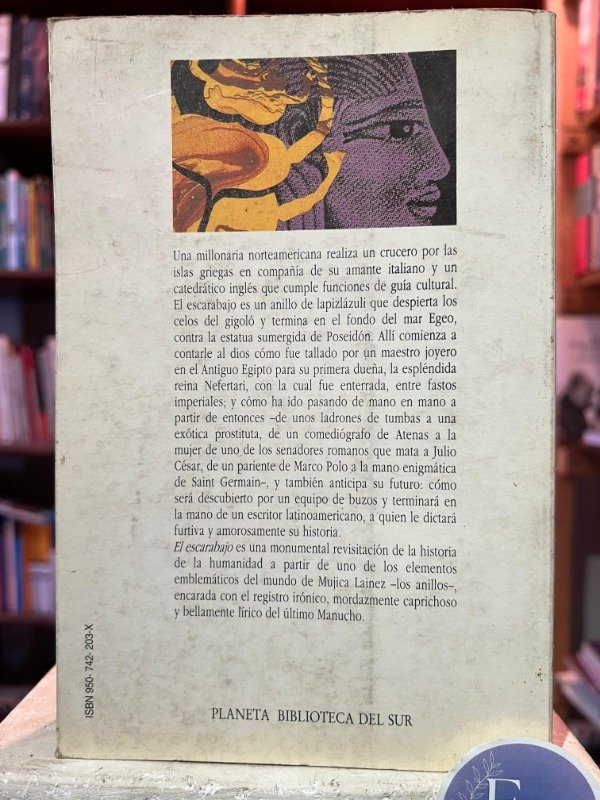 Una millonaria norteamericana realiza un crucero por las
islas griegas en compañía de su amante italiano y un
catedrático inglés que cumple funciones de guía cultural.
El escarabajo es un anillo de lapizlázuli que despierta los
celos del gigoló y termina en el fondo del mar Egeo,
contra la estatua sumergida de Poseidón. Allí comienza a
contarle al dios cómo fue tallado por un maestro joyero
en el Antiguo Egipto para su primera dueña, la espléndida
reina Nefertari, con la cual fue enterrada, entre fastos
imperiales; y cómo ha ido pasando de mano en mano a
partir de entonces –de unos ladrones de tumbas a una
exótica prostituta, de un comediógrafo de Atenas a la
mujer de uno de los senadores romanos que mata a Julio
César, de un pariente de Marco Polo a la mano enigmática
de Saint Germain–, y también anticipa su futuro: cómo
será descubierto por un equipo de buzos y terminará en
la mano de un escritor latinoamericano, a quien le dictará
furtiva y amorosamente su historia.
El escarabajo es una monumental revisitación de la historia
de la humanidad a partir de uno de los elementos
emblemáticos del mundo de Mujica Lainez –los anillos–,
encarada con el registro irónico, mordazmente caprichoso
y bellamente lírico del último Manucho.
ISBN 950- 742- 203-X
PLANETA BIBLIOTECA DEL SUR